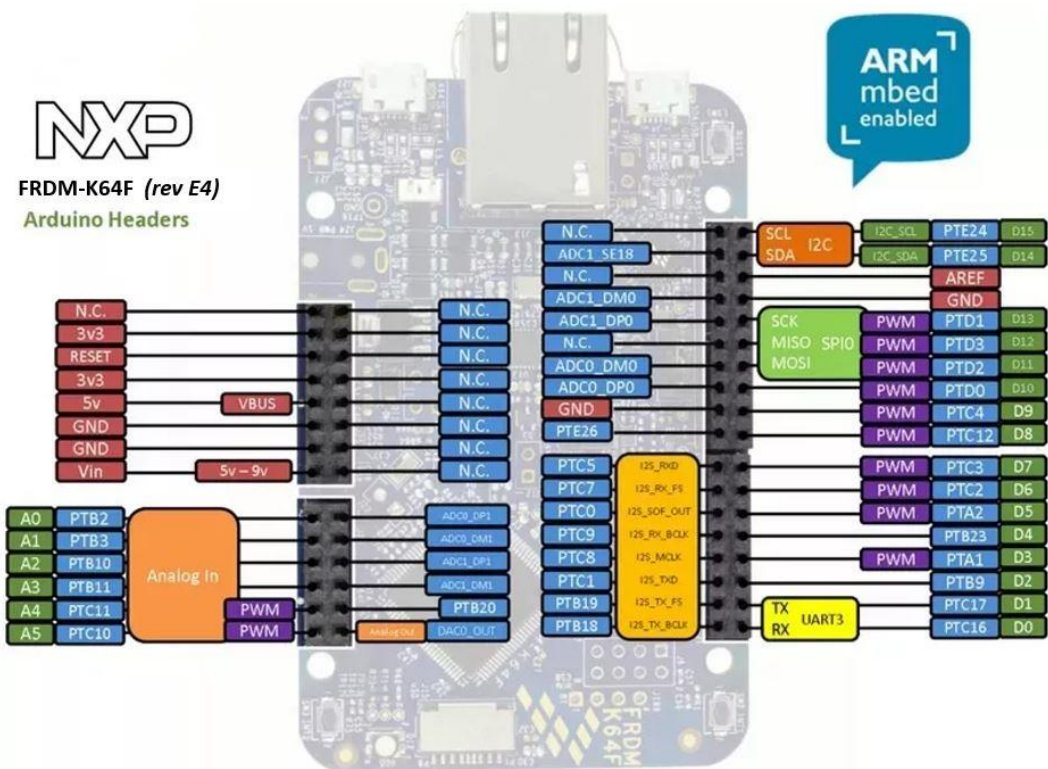 NXP
FRDM-K64F (rev E4)
Arduino Headers
ARM
mbed
enabled
N.C. N.C.
3v3 N.C.
RESET N.C.
3v3 N.C.
5v VBUS N.C.
GND N.C.
GND N.C.
Vin 5v – 9v N.C.
A0 PTB2 ADC0_DP1
A1 PTB3 ADC0_DM1
A2 PTB10 ADC1_DP1
A3 PTB11 ADC1_DM1
A4 PTC11 PWM PTB20
A5 PTC10 PWM Analog Out DAC0_OUT
Analog In
N.C. SCL I2C_SCL PTE24 D15
ADC1_SE18 SDA I2C_SDA PTE25 D14
I2C
N.C. AREF
ADC1_DM0 GND
ADC1_DP0 SCK PWM PTD1 D13
N.C. MISO SPI0 PWM PTD3 D12
ADC0_DM0 MOSI PWM PTD2 D11
ADC0_DP0 PWM PTD0 D10
GND PWM PTC4 D9
PTE26 PWM PTC12 D8
PTC5 I2S_RXD PWM PTC3 D7
PTC7 I2S_RX_FS PWM PTC2 D6
PTC0 I2S_SOF_OUT PWM PTA2 D5
PTC9 I2S_RX_BCLK PTB23 D4
PTC8 I2S_MCLK PWM PTA1 D3
PTC1 I2S_TXD PTB9 D2
PTB19 I2S_TX_FS TX PTC17 D1
PTB18 I2S_TX_BCLK RX PTC16 D0
UART3
K64F
FRDM
K64F